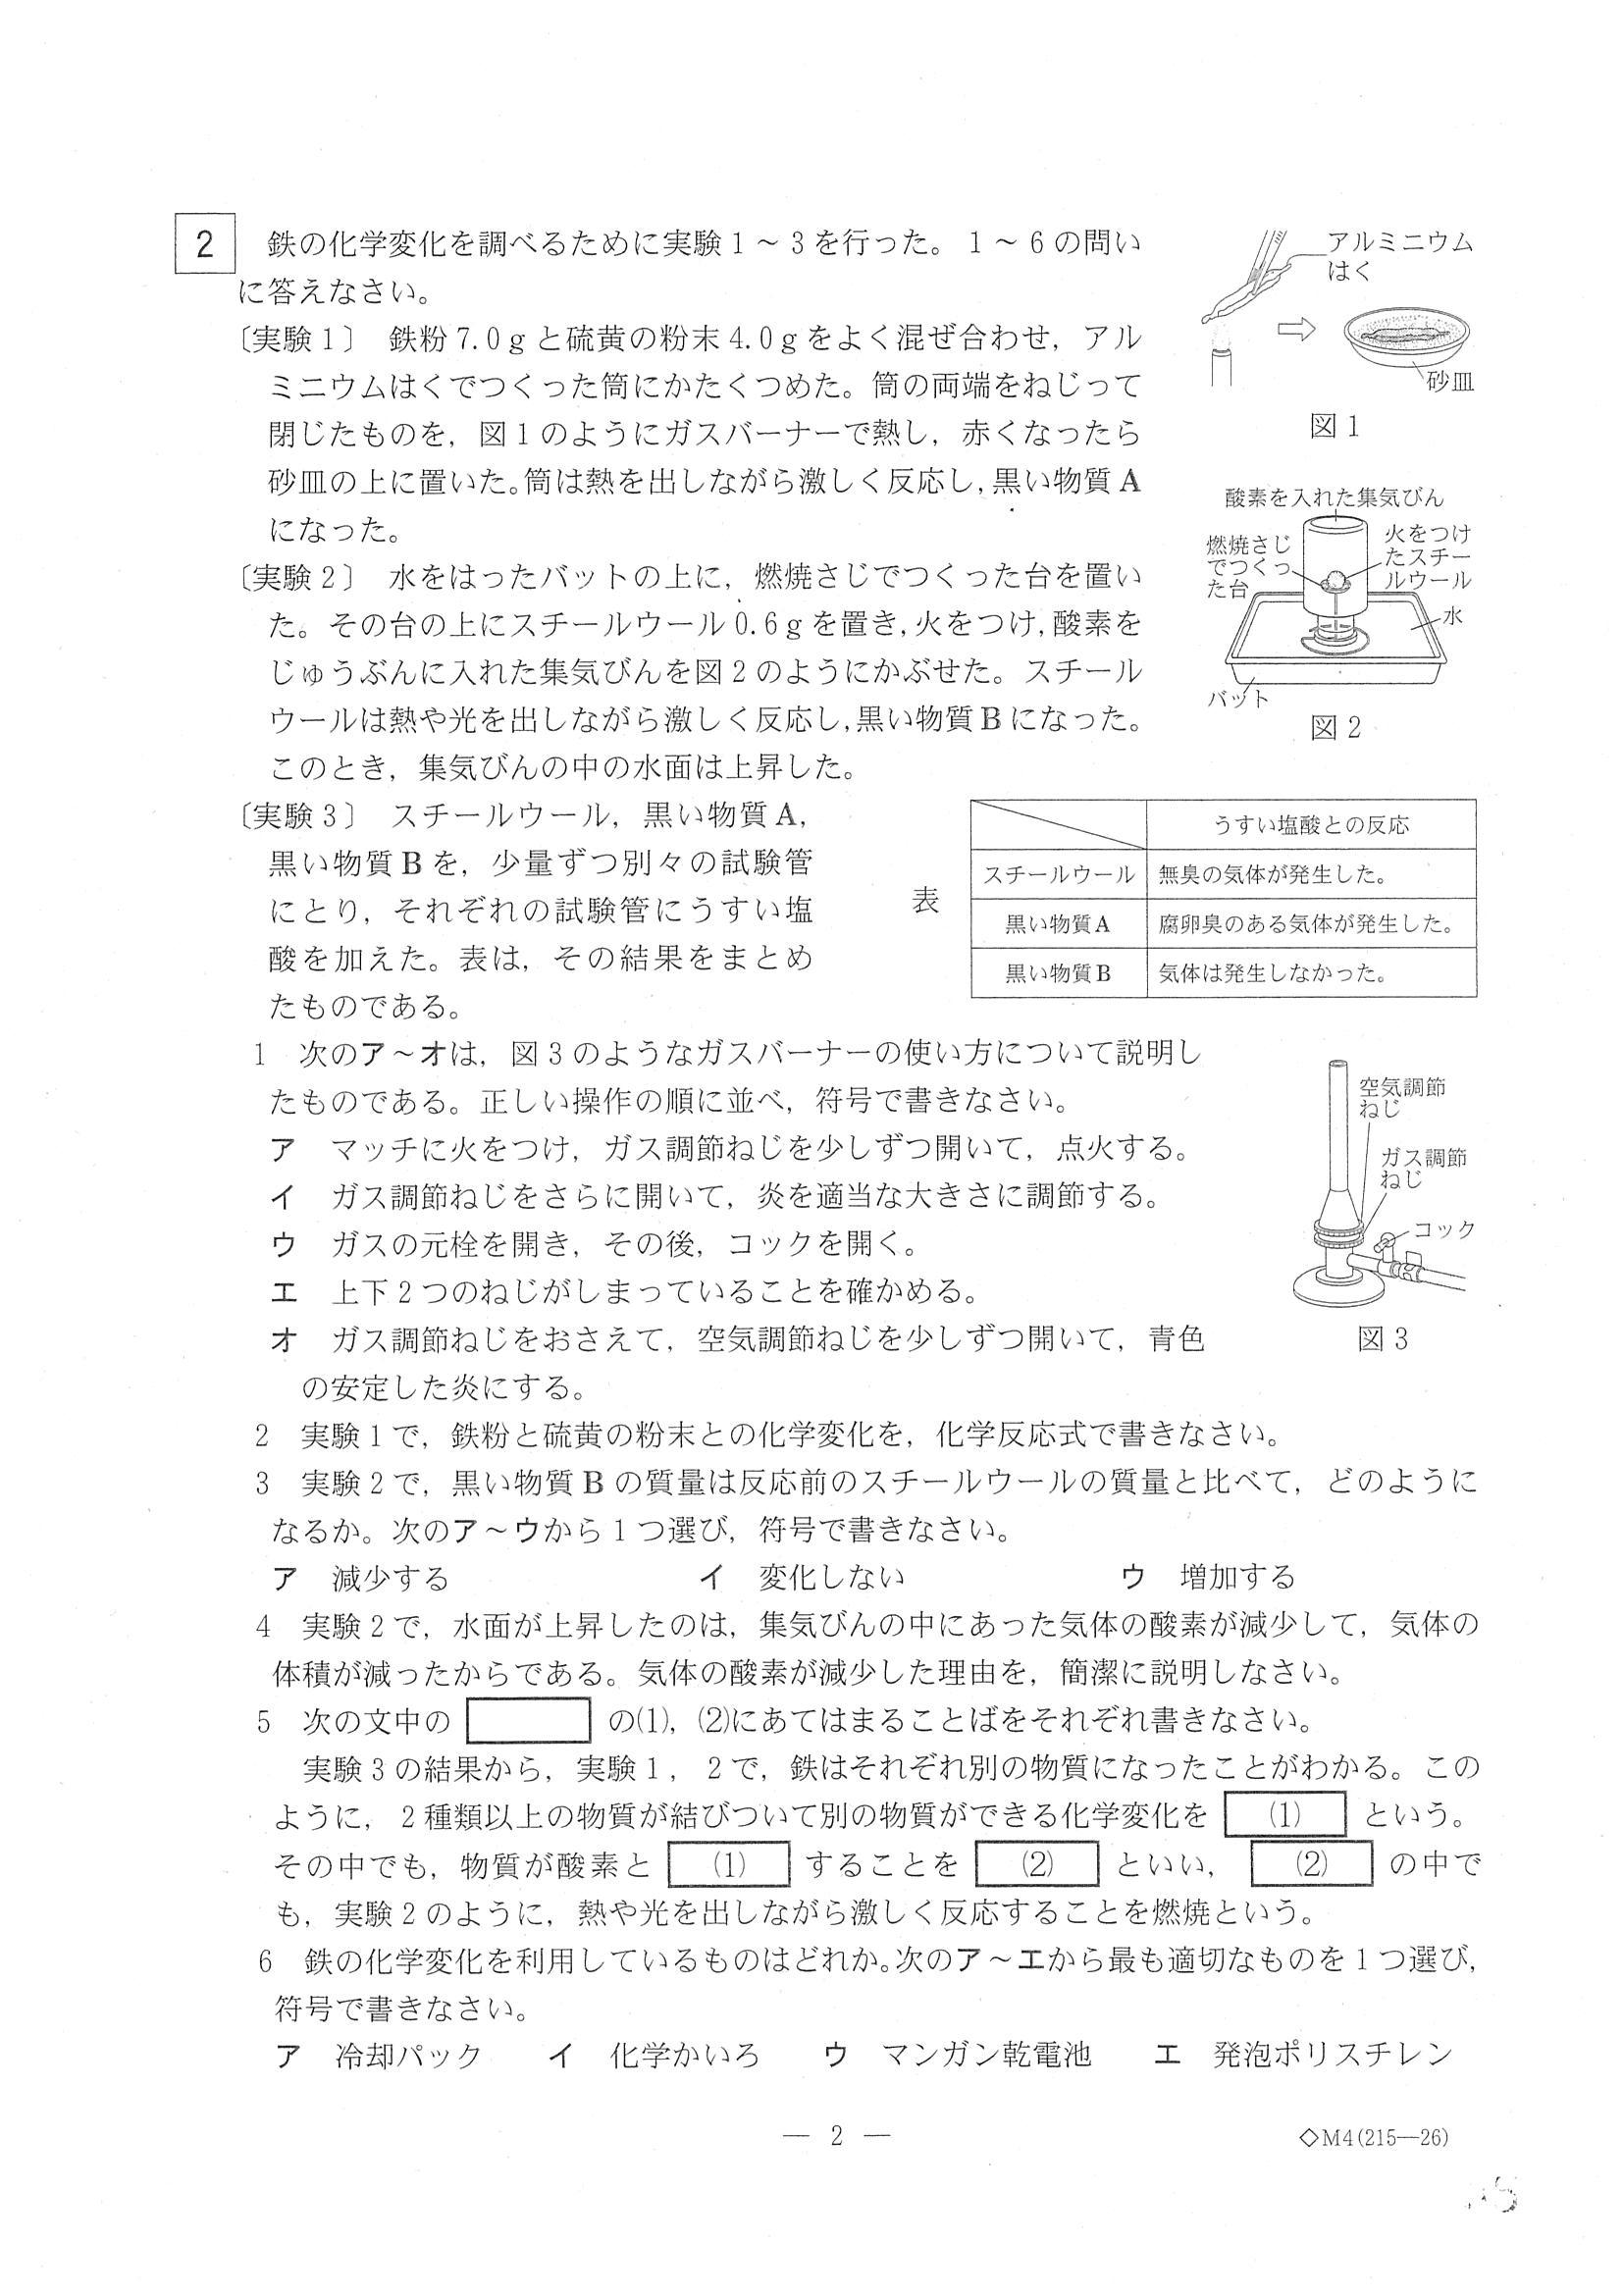 2 鉄の化学変化を調べるために実験1～3を行った。1～6の問い
に答えなさい。
〔実験1〕 鉄粉7.0gと硫黄の粉末4.0gをよく混ぜ合わせ，アル
ミニウムはくでつくった筒にかたくつめた。筒の両端をねじって
閉じたものを，図1のようにガスバーナーで熱し，赤くなったら
砂皿の上に置いた。筒は熱を出しながら激しく反応し，黒い物質A
になった。
アルミニウム
はく
砂皿
図1
〔実験2〕 水をはったバットの上に，燃焼さじでつくった台を置い
た。その台の上にスチールウール0.6gを置き，火をつけ，酸素を
じゅうぶんに入れた集気びんを図2のようにかぶせた。スチール
ウールは熱や光を出しながら激しく反応し，黒い物質Bになった。
このとき，集気びんの中の水面は上昇した。
酸素を入れた集気びん
燃焼さじ
でつくっ
た台
火をつけ
たスチー
ルウール
水
バット
図2
〔実験3〕 スチールウール，黒い物質A，
黒い物質Bを，少量ずつ別々の試験管
にとり，それぞれの試験管にうすい塩
酸を加えた。表は，その結果をまとめ
たものである。
表
うすい塩酸との反応
スチールウール 無臭の気体が発生した。
黒い物質A 腐卵臭のある気体が発生した。
黒い物質B 気体は発生しなかった。
1 次のア～オは，図3のようなガスバーナーの使い方について説明し
たものである。正しい操作の順に並べ，符号で書きなさい。
ア マッチに火をつけ，ガス調節ねじを少しずつ開いて，点火する。
イ ガス調節ねじをさらに開いて，炎を適当な大きさに調節する。
ウ ガスの元栓を開き，その後，コックを開く。
エ 上下2つのねじがしまっていることを確かめる。
オ ガス調節ねじをおさえて，空気調節ねじを少しずつ開いて，青色
の安定した炎にする。
空気調節
ねじ
ガス調節
ねじ
コック
図3
2 実験1で，鉄粉と硫黄の粉末との化学変化を，化学反応式で書きなさい。
3 実験2で，黒い物質Bの質量は反応前のスチールウールの質量と比べて，どのように
なるか。次のア～ウから1つ選び，符号で書きなさい。
ア 減少する イ 変化しない ウ 増加する
4 実験2で，水面が上昇したのは，集気びんの中にあった気体の酸素が減少して，気体の
体積が減ったからである。気体の酸素が減少した理由を，簡潔に説明しなさい。
5 次の文中の の(1)，(2)にあてはまることばをそれぞれ書きなさい。
実験3の結果から，実験1，2で，鉄はそれぞれ別の物質になったことがわかる。この
ように，2種類以上の物質が結びついて別の物質ができる化学変化を (1) という。
その中でも，物質が酸素と (1) することを (2) といい， (2) の中で
も，実験2のように，熱や光を出しながら激しく反応することを燃焼という。
6 鉄の化学変化を利用しているものはどれか。次のア～エから最も適切なものを1つ選び，
符号で書きなさい。
ア 冷却パック イ 化学かいろ ウ マンガン乾電池 エ 発泡ポリスチレン
― 2 ―
◇M4(215―26)